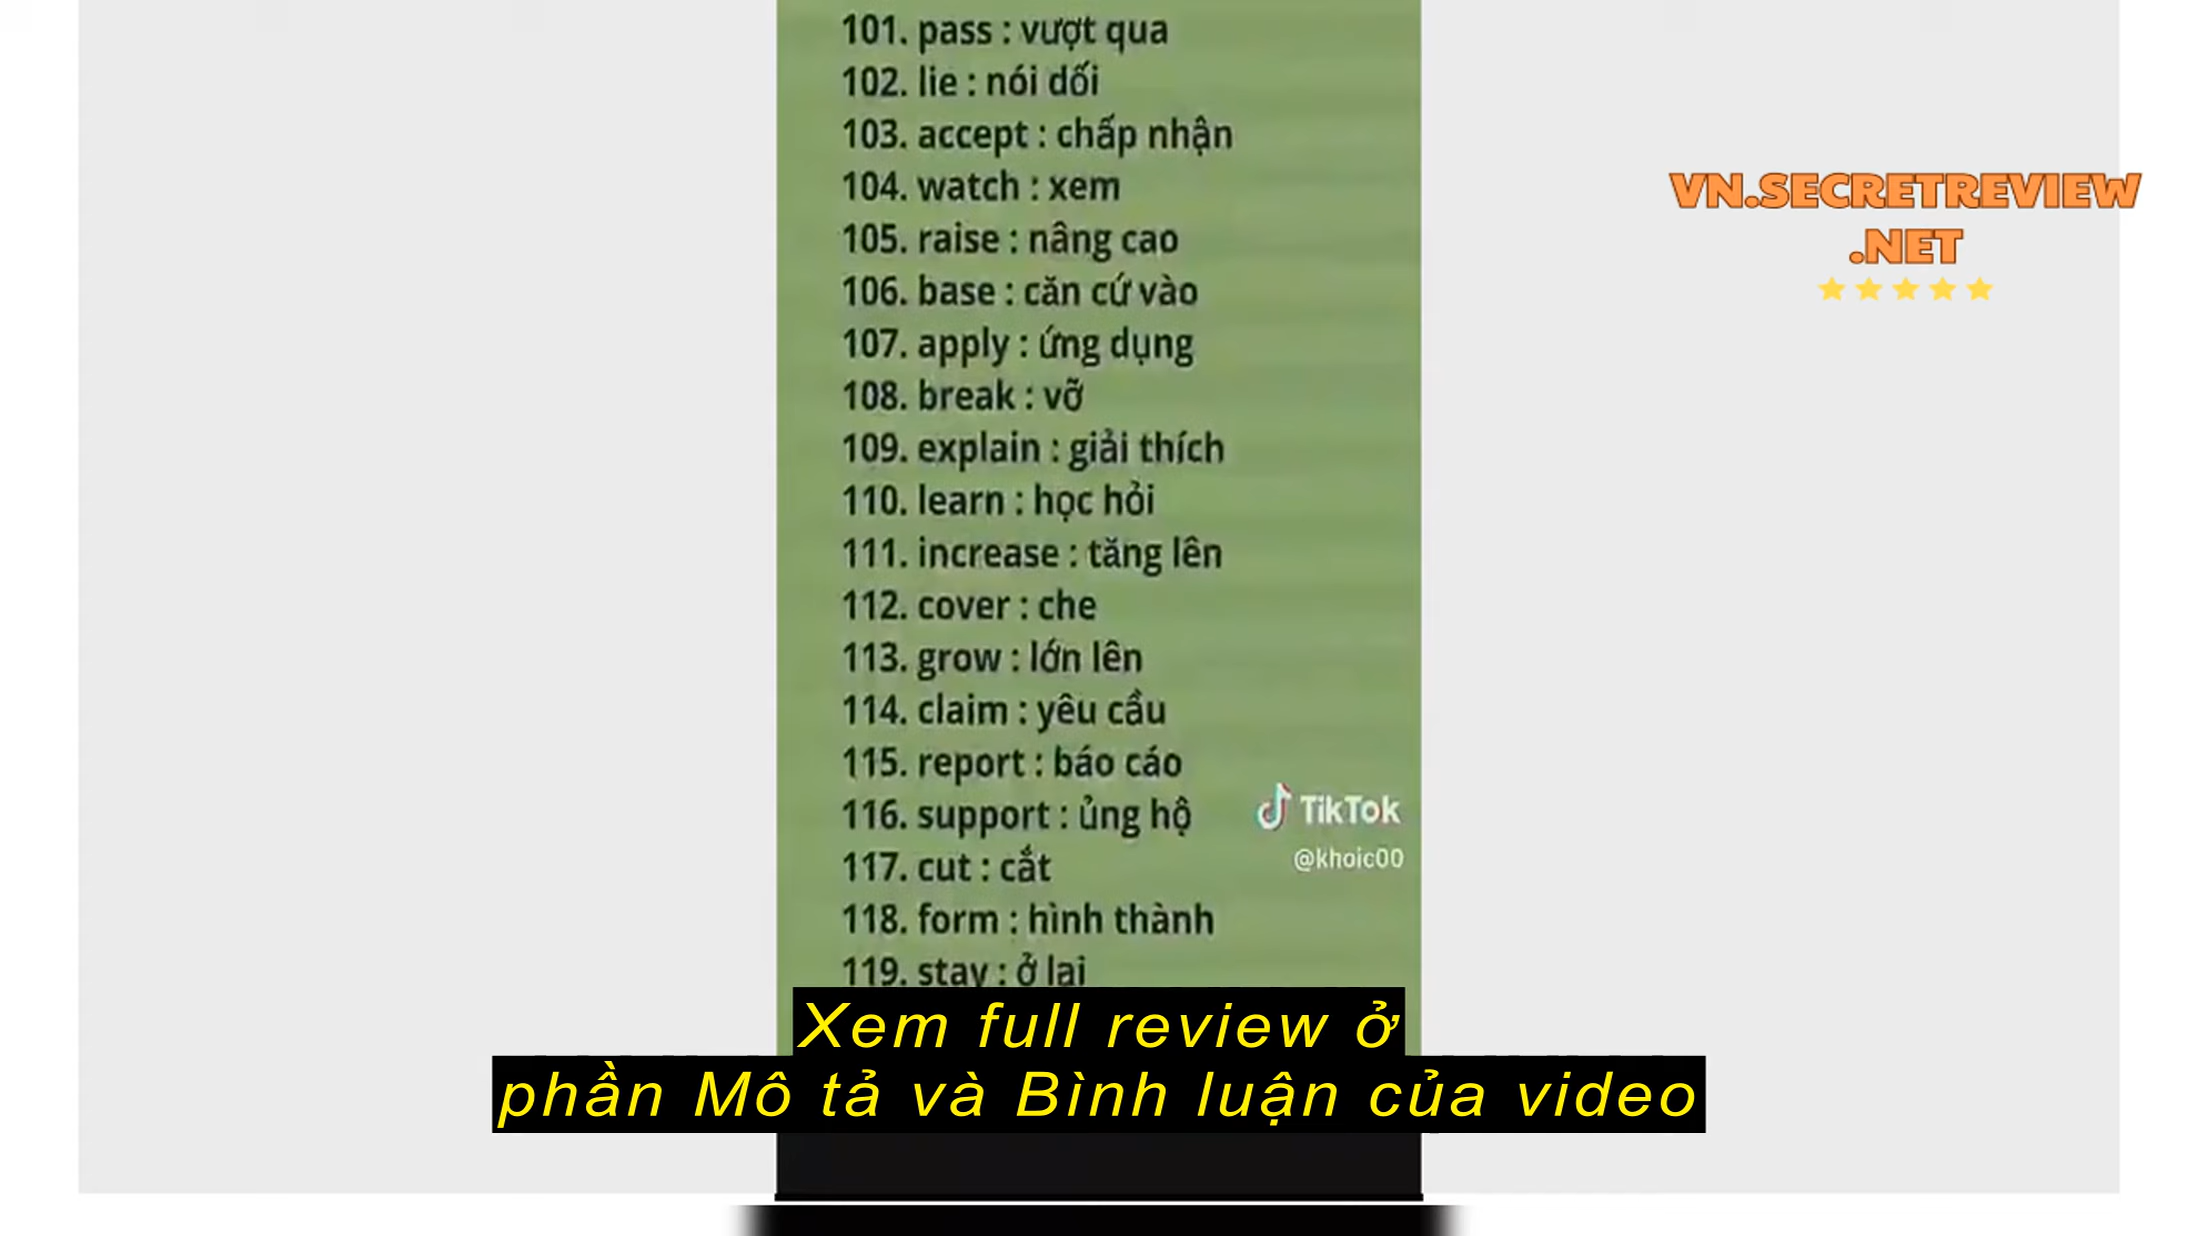 101. pass : vượt qua
102. lie : nói dối
103. accept : chấp nhận
104. watch : xem
105. raise : nâng cao
106. base : căn cứ vào
107. apply : ứng dụng
108. break : vỡ
109. explain : giải thích
110. learn : học hỏi
111. increase : tăng lên
112. cover : che
113. grow : lớn lên
114. claim : yêu cầu
115. report : báo cáo
116. support : ủng hộ
117. cut : cắt
118. form : hình thành
119. stay : ở lại
TikTok
@khoic00
VN.SECRETREVIEW
.NET
Xem full review ở
phần Mô tả và Bình luận của video